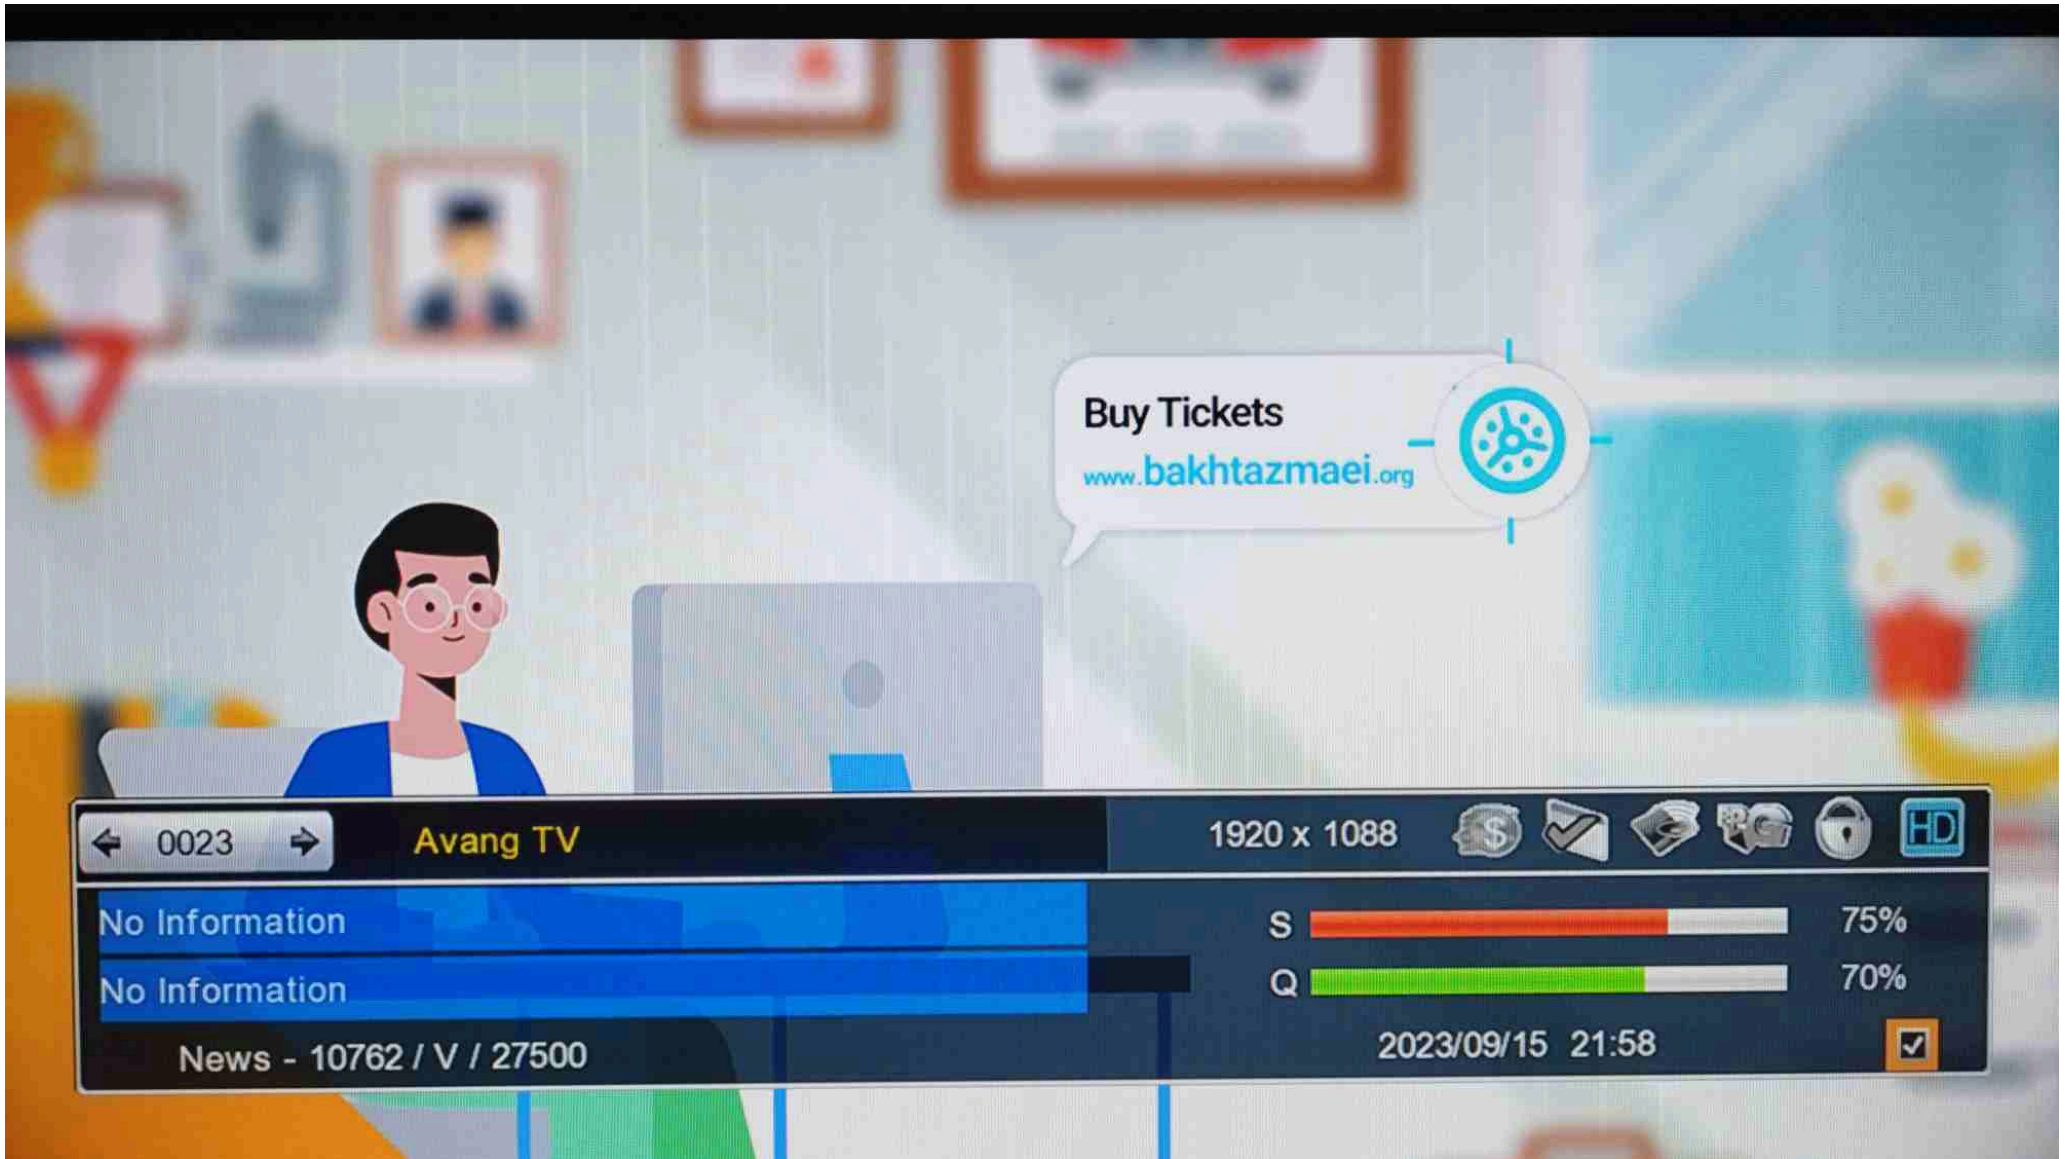 Buy Tickets
www.bakhtazmaei.org
0023
Avang TV
1920 x 1088
HD
No Information
S
75%
No Information
Q
70%
News - 10762 / V / 27500
2023/09/15 21:58